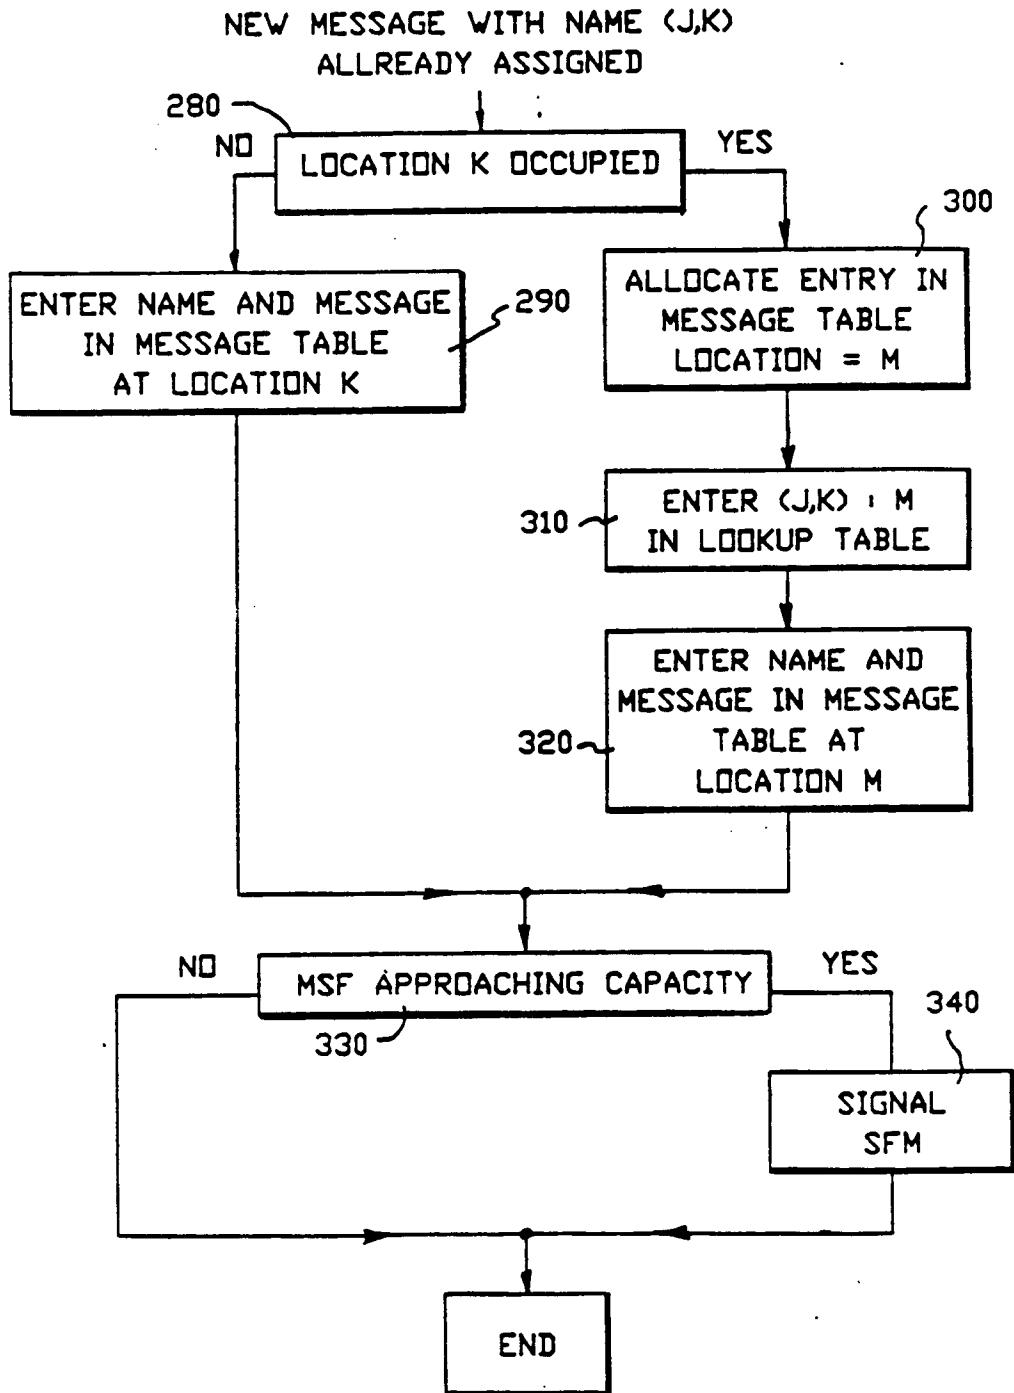 NEW MESSAGE WITH NAME (J,K)
ALLREADY ASSIGNED
280
NO
YES
LOCATION K OCCUPIED
300
ENTER NAME AND MESSAGE
IN MESSAGE TABLE
AT LOCATION K
290
ALLOCATE ENTRY IN
MESSAGE TABLE
LOCATION = M
310
ENTER (J,K) : M
IN LOOKUP TABLE
320
ENTER NAME AND
MESSAGE IN MESSAGE
TABLE AT
LOCATION M
NO
MSF APPROACHING CAPACITY
YES
330
340
SIGNAL
SFM
END